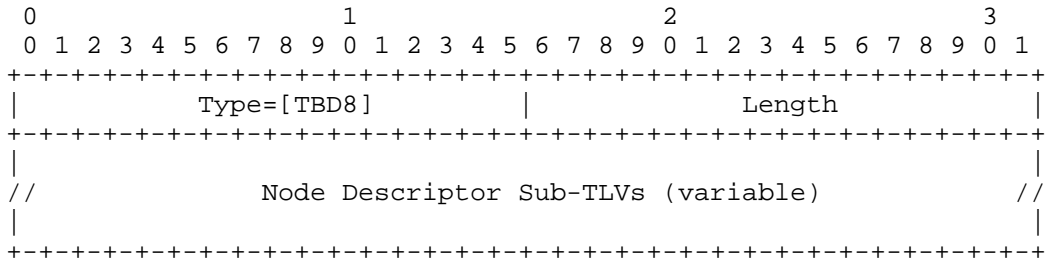 0                   1                   2                   3
 0 1 2 3 4 5 6 7 8 9 0 1 2 3 4 5 6 7 8 9 0 1 2 3 4 5 6 7 8 9 0 1
+-+-+-+-+-+-+-+-+-+-+-+-+-+-+-+-+-+-+-+-+-+-+-+-+-+-+-+-+-+-+-+-+
|           Type=[TBD8]         |             Length            |
+-+-+-+-+-+-+-+-+-+-+-+-+-+-+-+-+-+-+-+-+-+-+-+-+-+-+-+-+-+-+-+-+
|                                                               |
//              Node Descriptor Sub-TLVs (variable)            //
|                                                               |
+-+-+-+-+-+-+-+-+-+-+-+-+-+-+-+-+-+-+-+-+-+-+-+-+-+-+-+-+-+-+-+-+